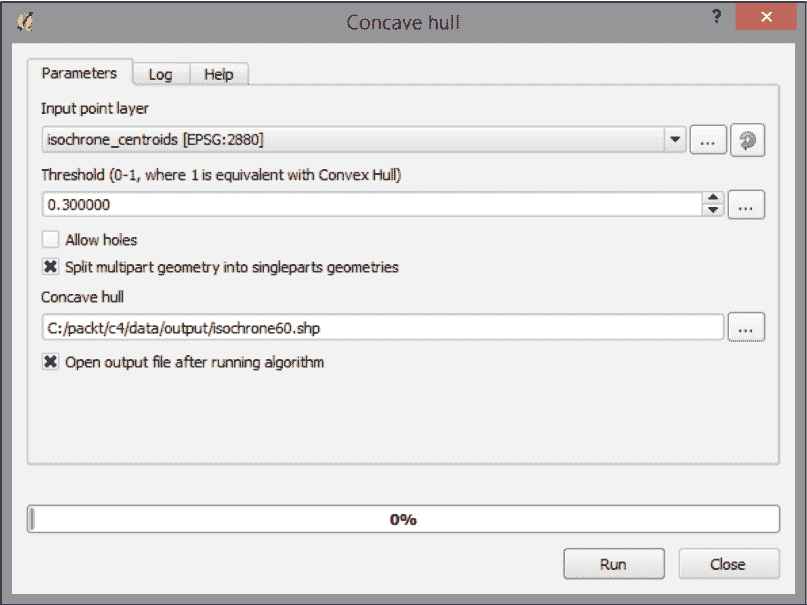 Concave hull
?
Parameters Log Help
Input point layer
isochrone_centroids [EPSG:2880]
...
Threshold (0-1, where 1 is equivalent with Convex Hull)
0.300000
...
Allow holes
Split multipart geometry into singleparts geometries
Concave hull
C:/packt/c4/data/output/isochrone60.shp
...
Open output file after running algorithm
0%
Run Close